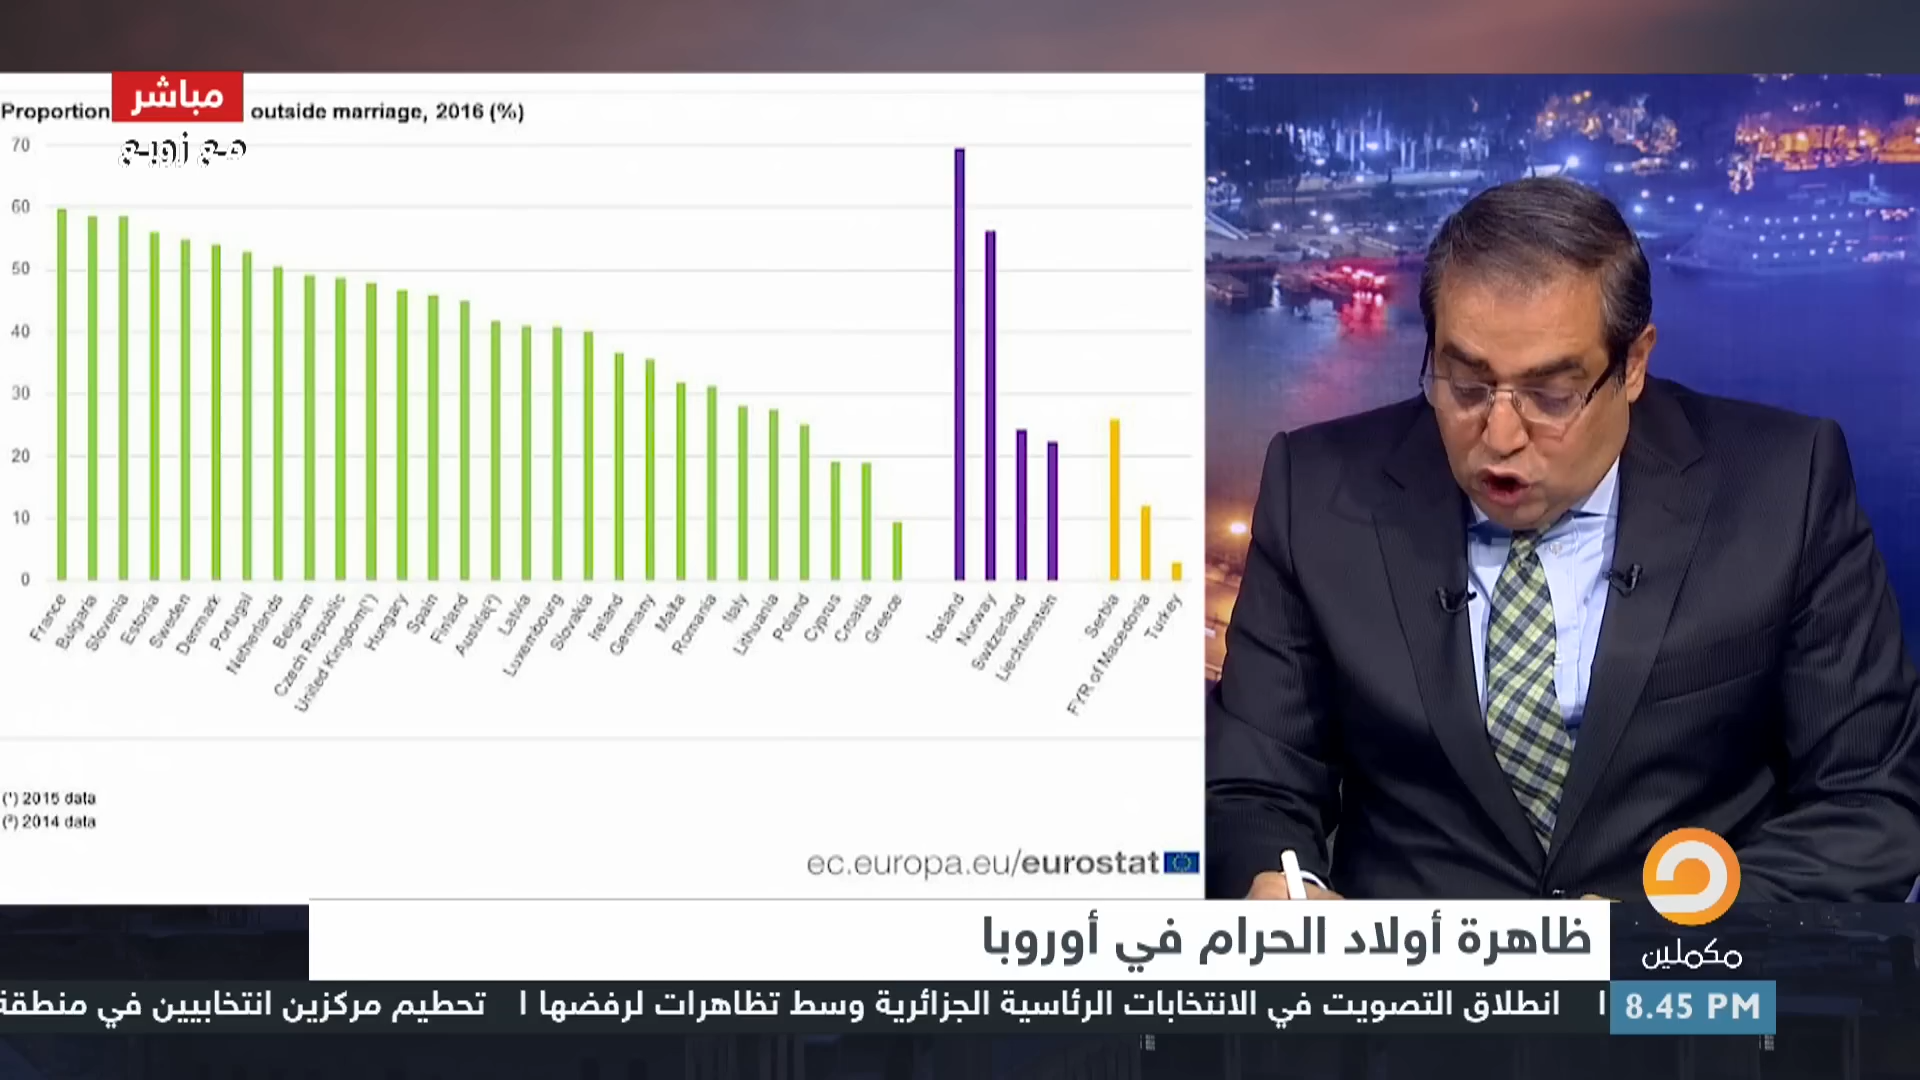 مباشر
مع زوبع
Proportion outside marriage, 2016 (%)
70
60
50
40
30
20
10
0
France
Bulgaria
Slovenia
Estonia
Sweden
Denmark
Portugal
Netherlands
Belgium
Czech Republic
United Kingdom(¹)
Hungary
Spain
Finland
Austria(²)
Latvia
Luxembourg
Slovakia
Ireland
Germany
Malta
Romania
Italy
Lithuania
Poland
Cyprus
Croatia
Greece
Iceland
Norway
Switzerland
Liechtenstein
Serbia
FYR of Macedonia
Turkey
(¹) 2015 data
(²) 2014 data
ec.europa.eu/eurostat
ظاهرة أولاد الحرام في أوروبا
مكملين
انطلاق التصويت في الانتخابات الرئاسية الجزائرية وسط تظاهرات لرفضها | تحطيم مركزين انتخابيين في منطقة
8.45 PM